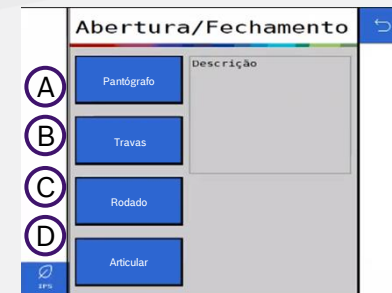 Abertura/Fechamento
Descrição
A
Pantógrafo
B
Travas
C
Rodado
D
Articular
IPS